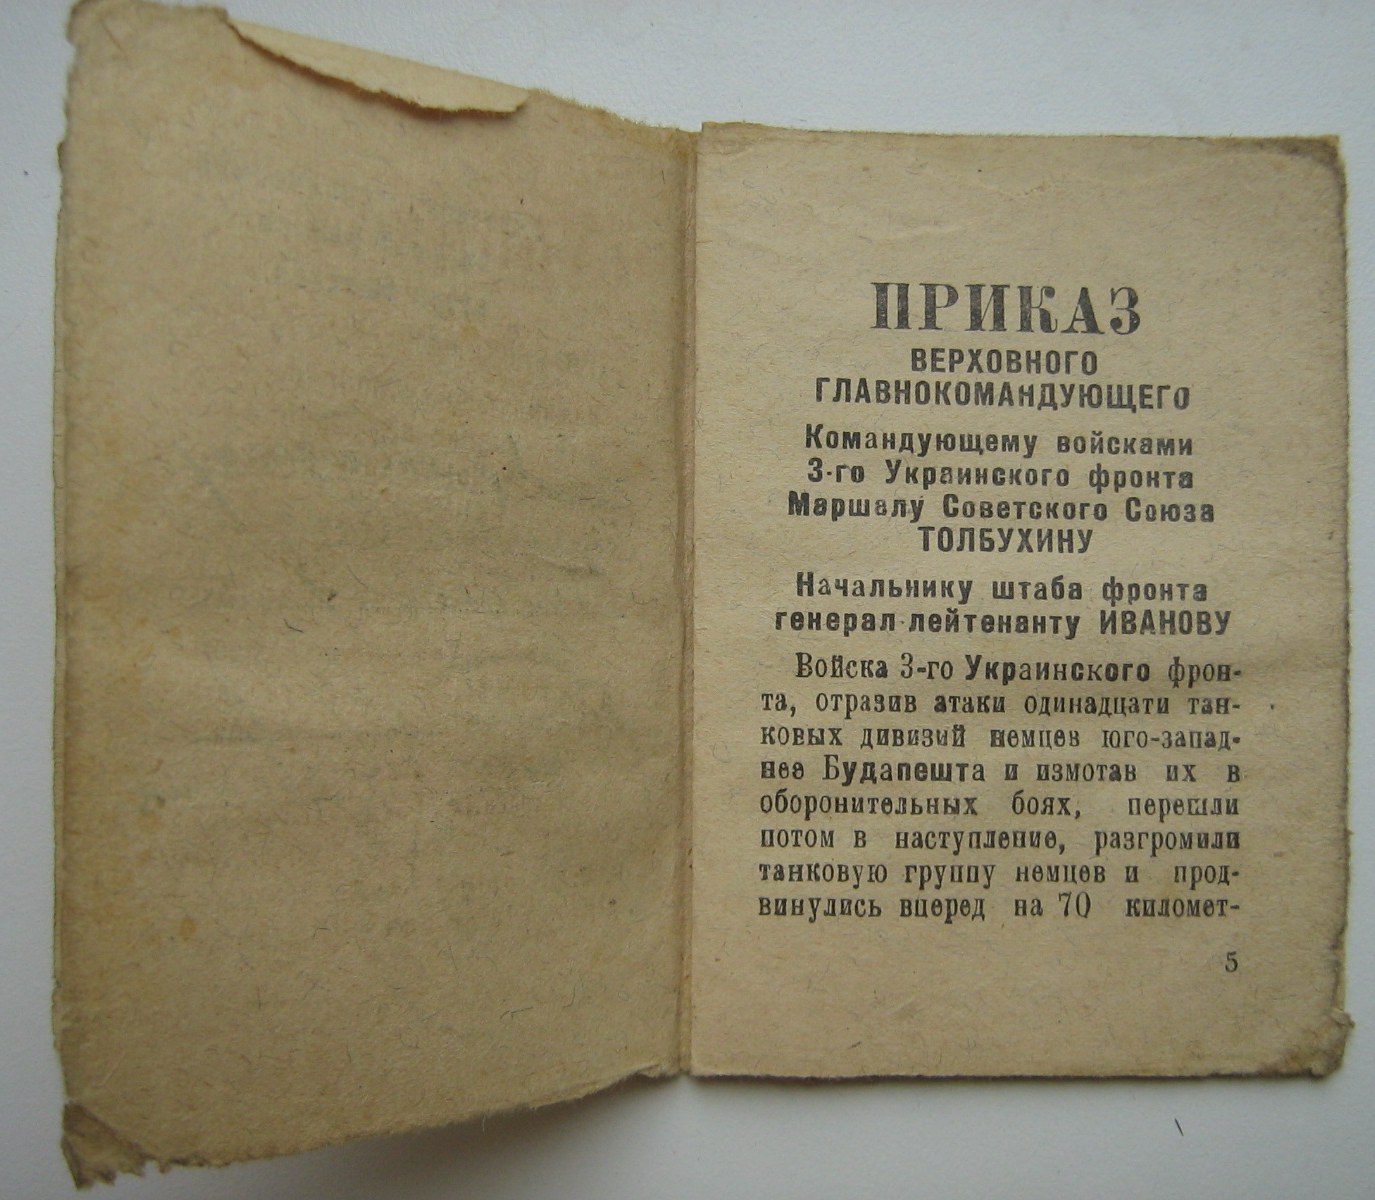 ПРИКАЗ
ВЕРХОВНОГО
ГЛАВНОКОМАНДУЮЩЕГО
Командующему войсками
3-го Украинского фронта
Маршалу Советского Союза
ТОЛБУХИНУ
Начальнику штаба фронта
генерал-лейтенанту ИВАНОВУ
Войска 3-го Украинского фрон-
та, отразив атаки одинадцати тан-
ковых дивизий немцев юго-запад-
нее Будапешта и измотав их в
оборонительных боях, перешли
потом в наступление, разгромили
танковую группу немцев и прод-
винулись вперед на 70 километ-
5